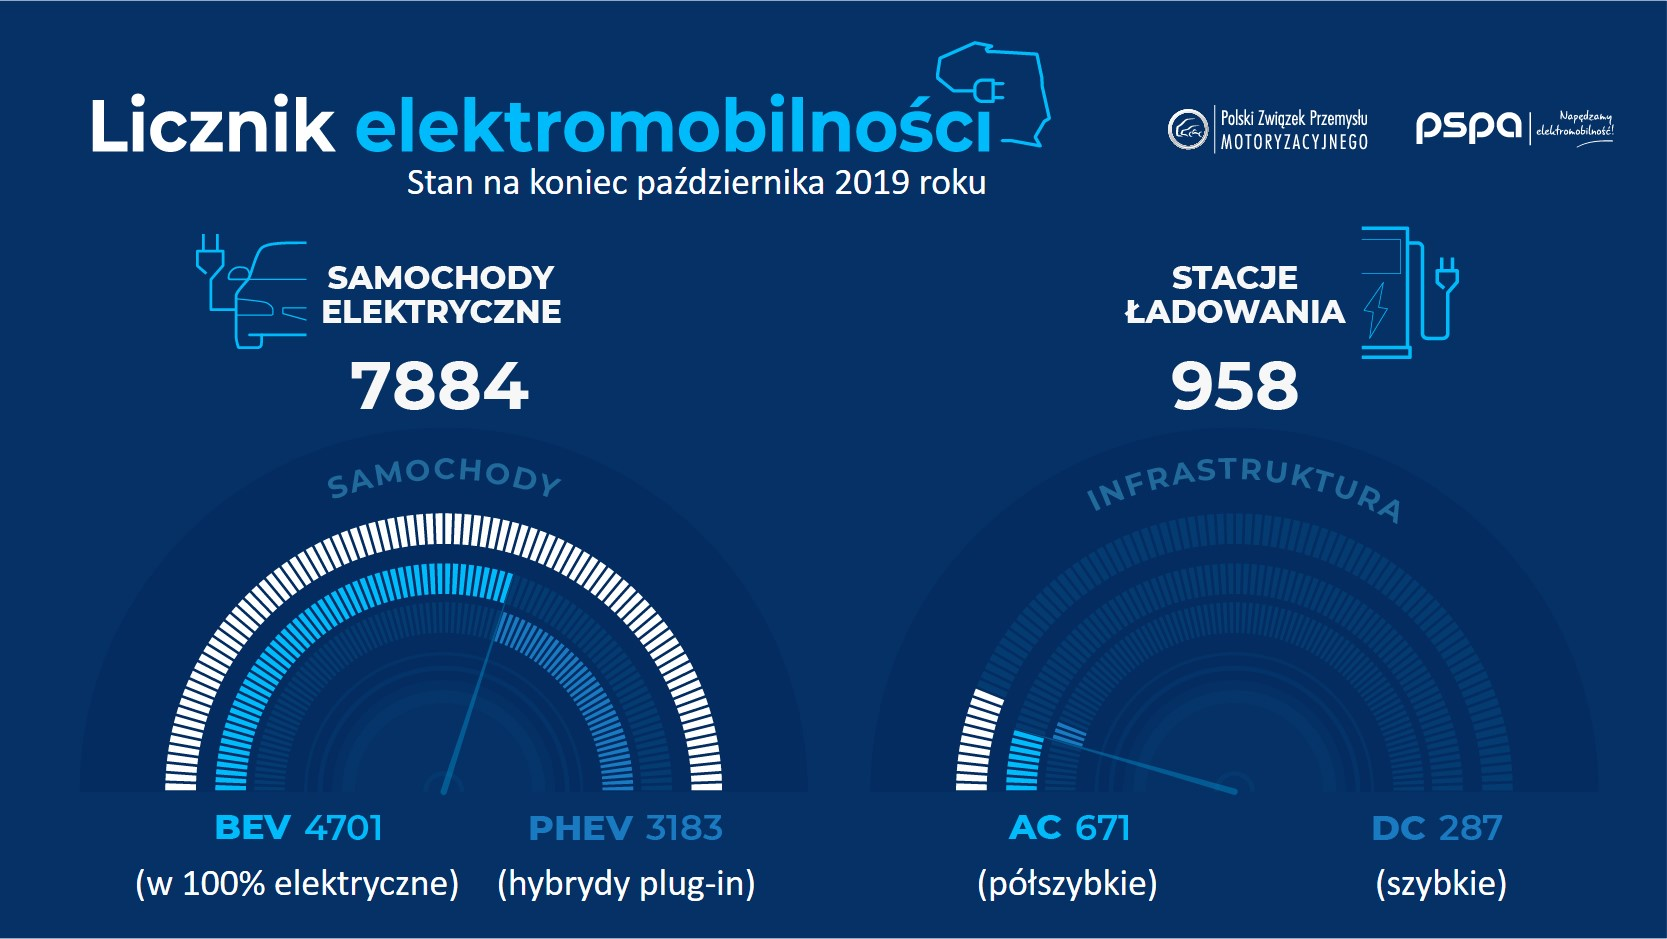 Licznik elektromobilności
Stan na koniec października 2019 roku
Polski Związek Przemysłu
MOTORYZACYJNEGO
pspa
Napędzamy
elektromobilność!
SAMOCHODY
ELEKTRYCZNE
7884
STACJE
ŁADOWANIA
958
SAMOCHODY
INFRASTRUKTURA
BEV 4701
(w 100% elektryczne)
PHEV 3183
(hybrydy plug-in)
AC 671
(półszybkie)
DC 287
(szybkie)